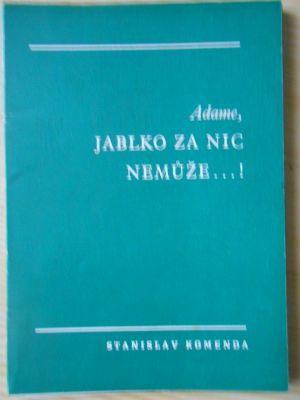 Adame,
JABLKO ZA NIC
NEMŮŽE...!
STANISLAV KOMENDA